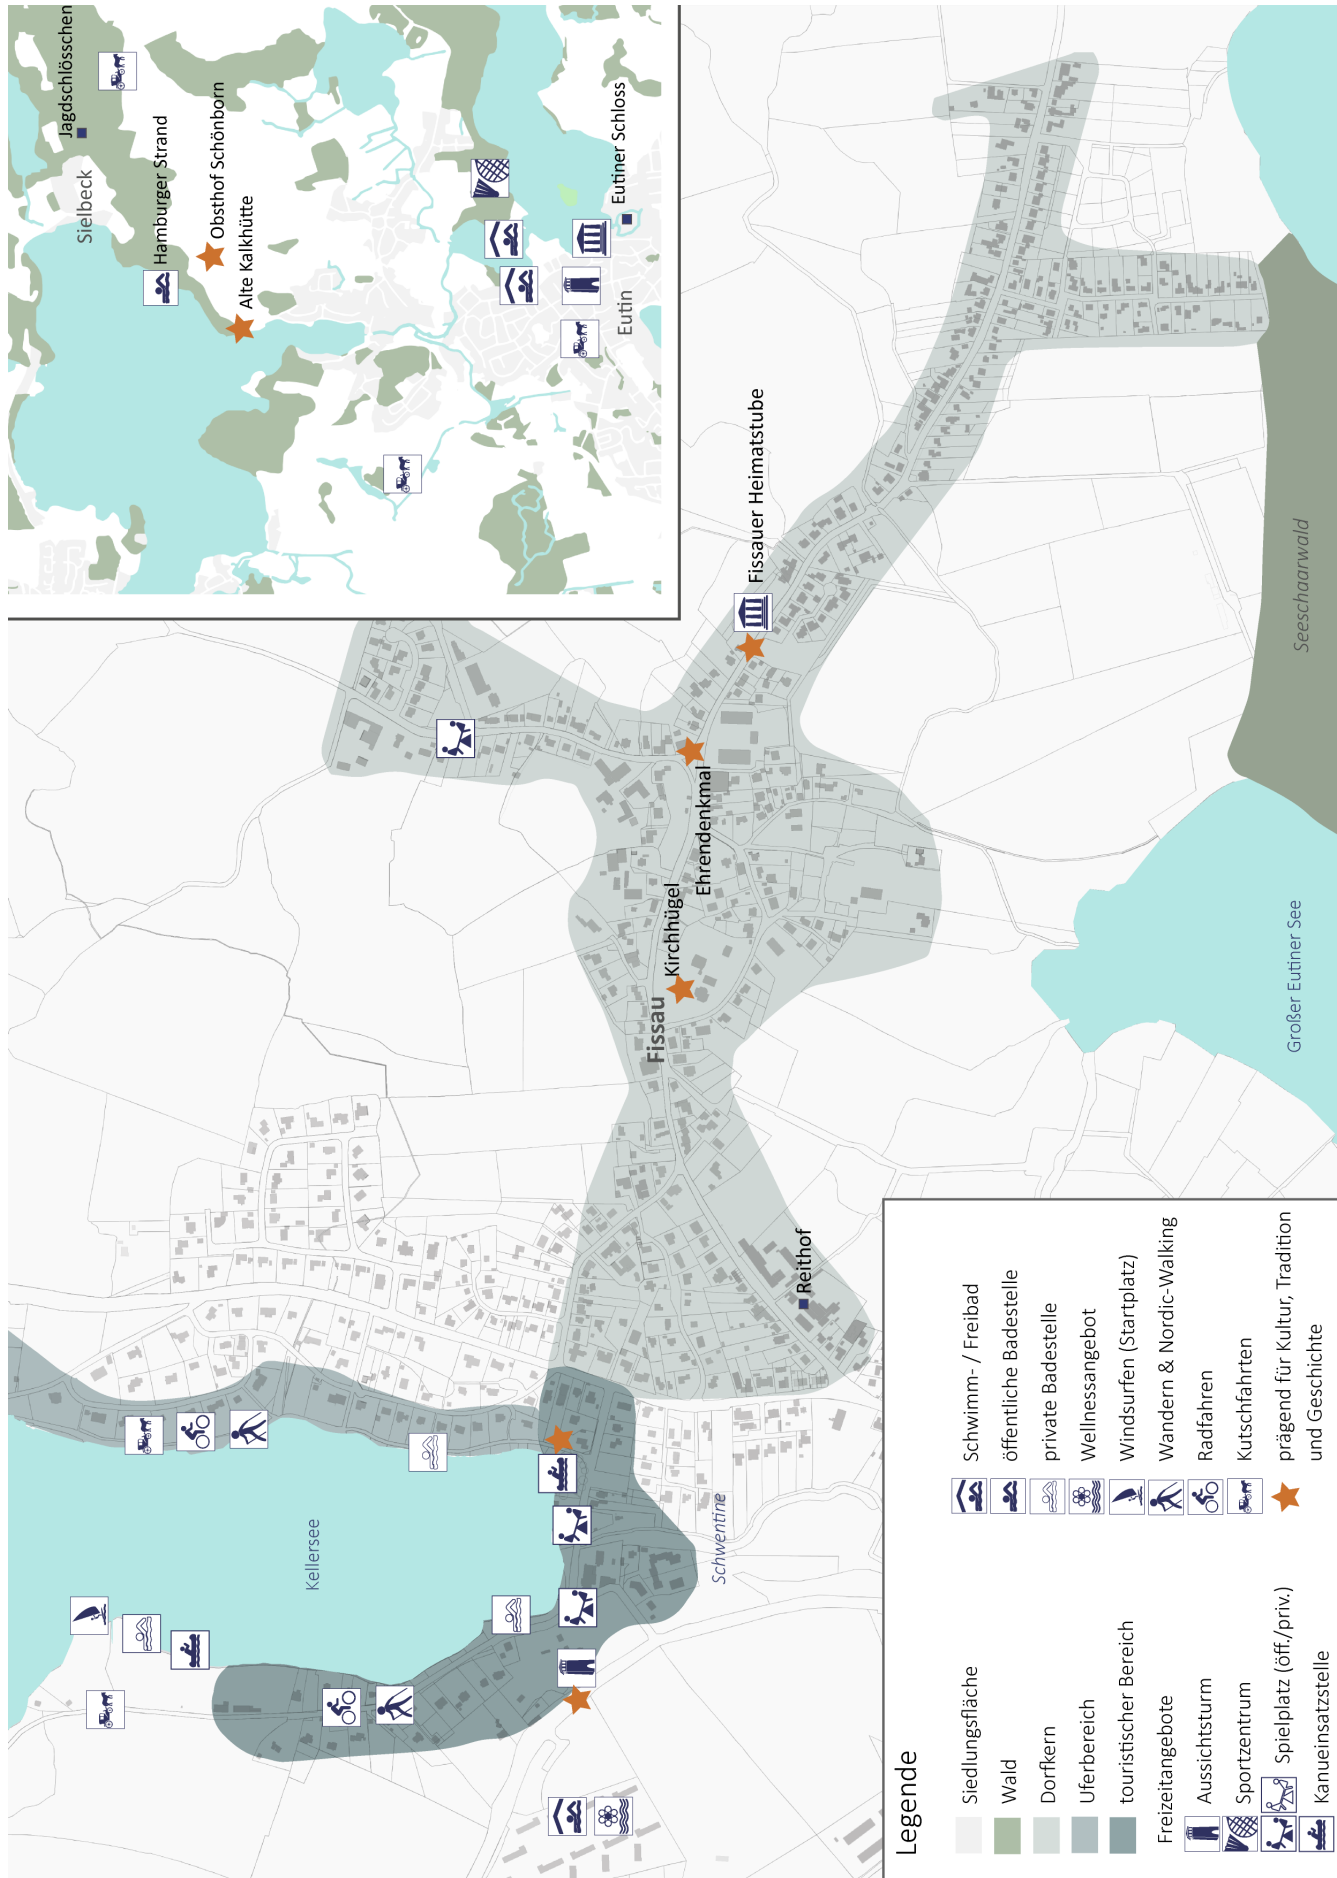 Jagdschlösschen
Sielbeck
Hamburger Strand
Obsthof Schönborn
Alte Kalkhütte
Eutiner Schloss
Eutin
Fissauer Heimatstube
Ehrendenkmal
Kirchhügel
Fissau
Reithof
Seeschaarwald
Großer Eutiner See
Kellersee
Schwentine
Legende
Siedlungsfläche
Wald
Dorfkern
Uferbereich
touristischer Bereich
Freizeitangebote
Aussichtsturm
Sportzentrum
Spielplatz (öff./priv.)
Kanueinsatzstelle
Schwimm- / Freibad
öffentliche Badestelle
private Badestelle
Wellnessangebot
Windsurfen (Startplatz)
Wandern & Nordic-Walking
Radfahren
Kutschfahrten
prägend für Kultur, Tradition
und Geschichte